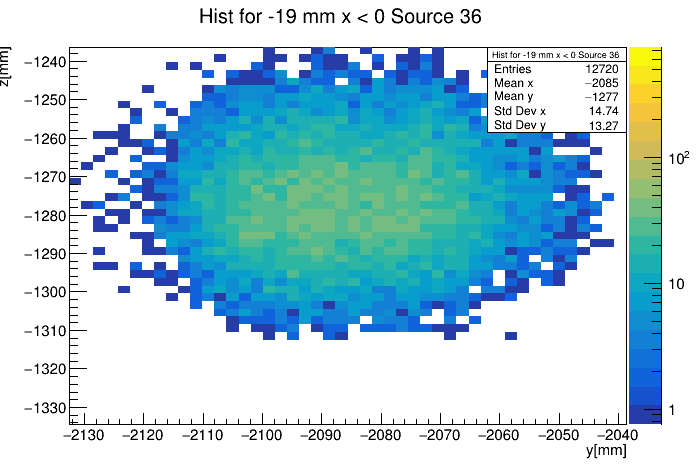 Hist for -19 mm x < 0 Source 36
z[mm]
Hist for -19 mm x < 0 Source 36
Entries 12720
Mean x −2085
Mean y −1277
Std Dev x 14.74
Std Dev y 13.27
−1240
−1250
−1260
−1270
−1280
−1290
−1300
−1310
−1320
−1330
10²
10
1
−2130 −2120 −2110 −2100 −2090 −2080 −2070 −2060 −2050 −2040
y[mm]